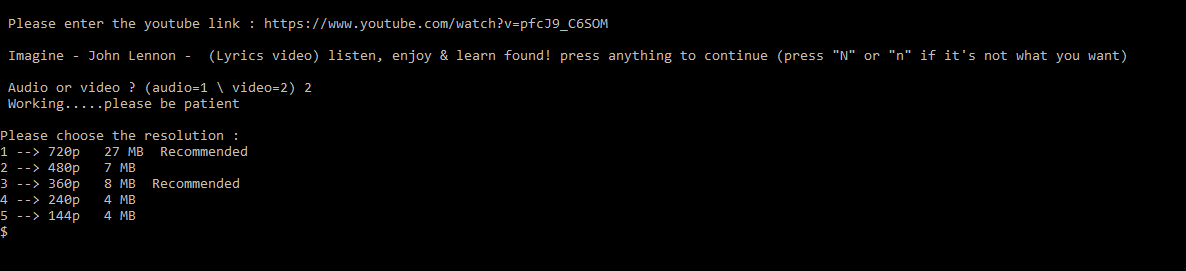 Please enter the youtube link : https://www.youtube.com/watch?v=pfcJ9_C6SOM
Imagine - John Lennon -  (Lyrics video) listen, enjoy & learn found! press anything to continue (press "N" or "n" if it's not what you want)
Audio or video ? (audio=1 \ video=2) 2
Working.....please be patient
Please choose the resolution :
1 --> 720p   27 MB  Recommended
2 --> 480p   7 MB
3 --> 360p   8 MB  Recommended
4 --> 240p   4 MB
5 --> 144p   4 MB
$